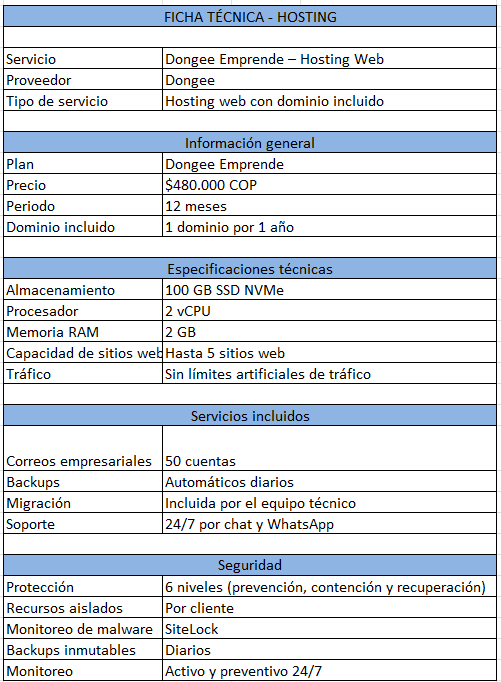 FICHA TÉCNICA - HOSTING
Servicio Dongee Emprende – Hosting Web
Proveedor Dongee
Tipo de servicio Hosting web con dominio incluido
Información general
Plan Dongee Emprende
Precio $480.000 COP
Periodo 12 meses
Dominio incluido 1 dominio por 1 año
Especificaciones técnicas
Almacenamiento 100 GB SSD NVMe
Procesador 2 vCPU
Memoria RAM 2 GB
Capacidad de sitios web Hasta 5 sitios web
Tráfico Sin límites artificiales de tráfico
Servicios incluidos
Correos empresariales 50 cuentas
Backups Automáticos diarios
Migración Incluida por el equipo técnico
Soporte 24/7 por chat y WhatsApp
Seguridad
Protección 6 niveles (prevención, contención y recuperación)
Recursos aislados Por cliente
Monitoreo de malware SiteLock
Backups inmutables Diarios
Monitoreo Activo y preventivo 24/7